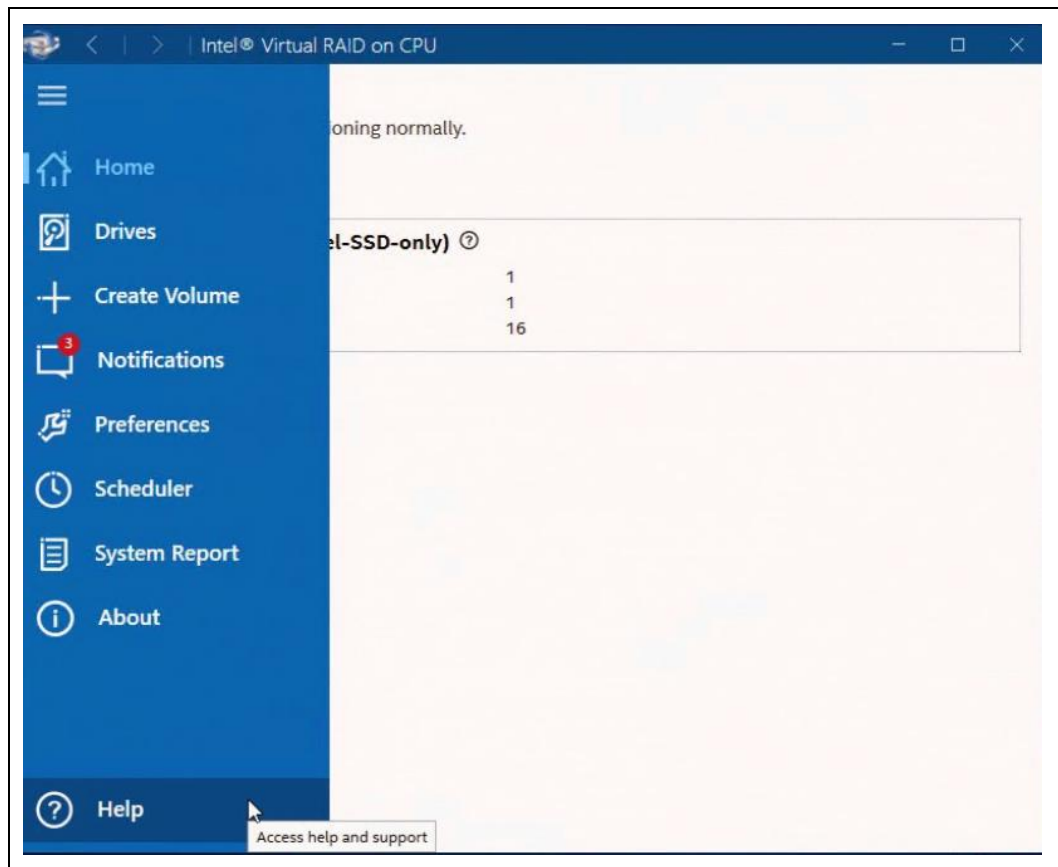 Intel® Virtual RAID on CPU
oning normally.
Home
Drives
el-SSD-only)
1
Create Volume
1
16
3
Notifications
Preferences
Scheduler
System Report
About
Help
Access help and support